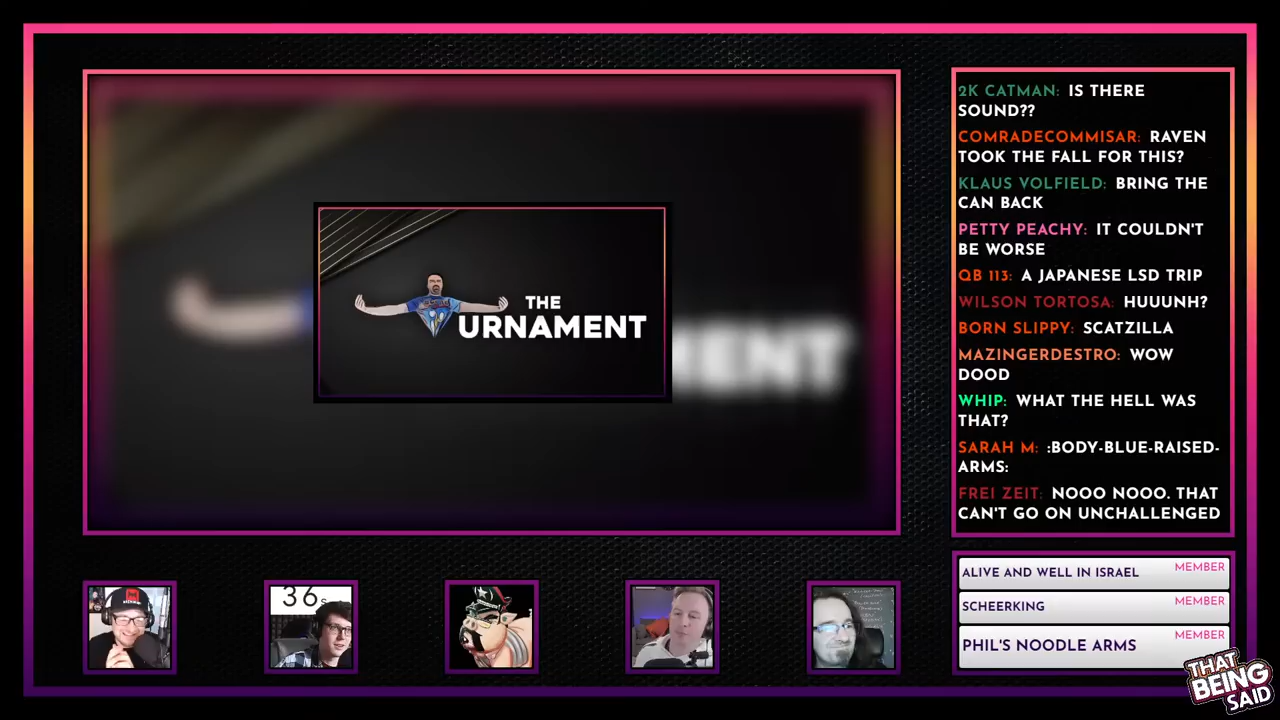 THE
URNAMENT
MENT
2K CATMAN: IS THERE
SOUND??
COMRADECOMMISAR: RAVEN
TOOK THE FALL FOR THIS?
KLAUS VOLFIELD: BRING THE
CAN BACK
PETTY PEACHY: IT COULDN'T
BE WORSE
QB 113: A JAPANESE LSD TRIP
WILSON TORTOSA: HUUUNH?
BORN SLIPPY: SCATZILLA
MAZINGERDESTRO: WOW
DOOD
WHIP: WHAT THE HELL WAS
THAT?
SARAH M: :BODY-BLUE-RAISED-
ARMS:
FREI ZEIT: NOOO NOOO. THAT
CAN'T GO ON UNCHALLENGED
36s
ALIVE AND WELL IN ISRAEL MEMBER
SCHEERKING MEMBER
PHIL'S NOODLE ARMS MEMBER
THAT
BEING
SAID